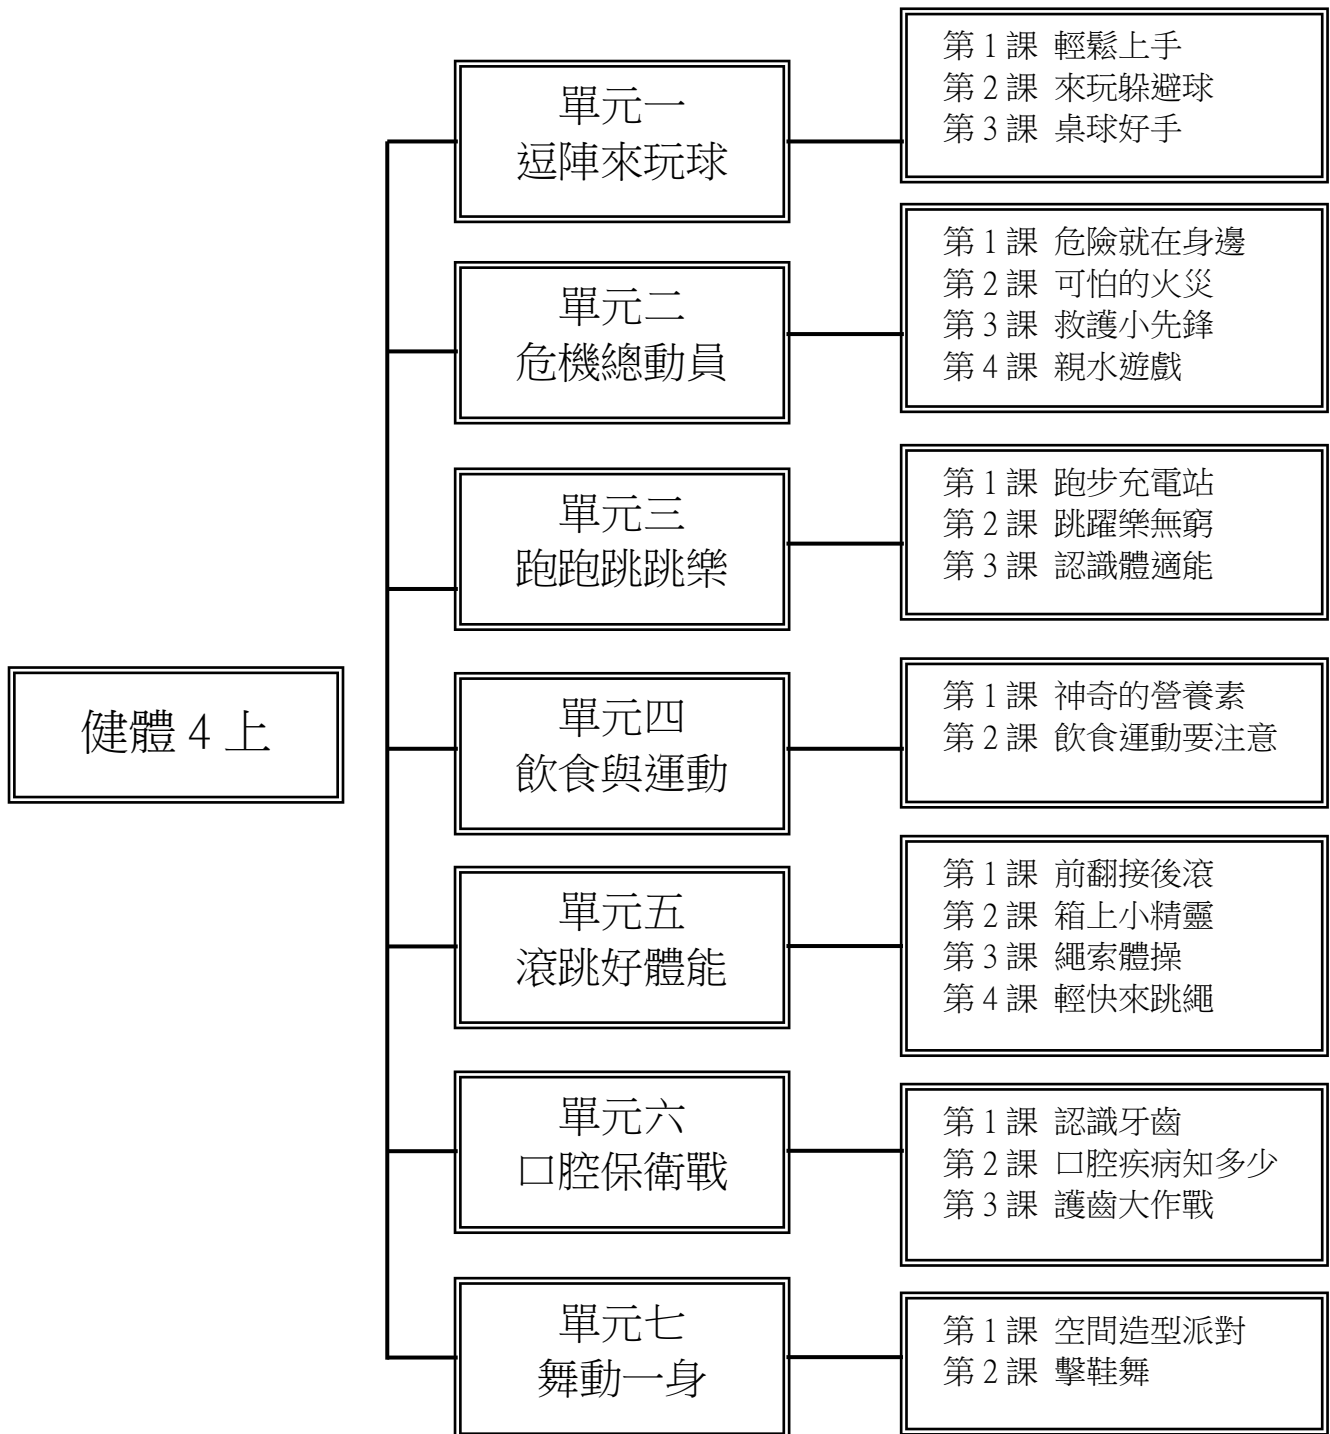 健體 4 上
單元一
逗陣來玩球
第 1 課 輕鬆上手
第 2 課 來玩躲避球
第 3 課 桌球好手
單元二
危機總動員
第 1 課 危險就在身邊
第 2 課 可怕的火災
第 3 課 救護小先鋒
第 4 課 親水遊戲
單元三
跑跑跳跳樂
第 1 課 跑步充電站
第 2 課 跳躍樂無窮
第 3 課 認識體適能
單元四
飲食與運動
第 1 課 神奇的營養素
第 2 課 飲食運動要注意
單元五
滾跳好體能
第 1 課 前翻接後滾
第 2 課 箱上小精靈
第 3 課 繩索體操
第 4 課 輕快來跳繩
單元六
口腔保衛戰
第 1 課 認識牙齒
第 2 課 口腔疾病知多少
第 3 課 護齒大作戰
單元七
舞動一身
第 1 課 空間造型派對
第 2 課 擊鞋舞